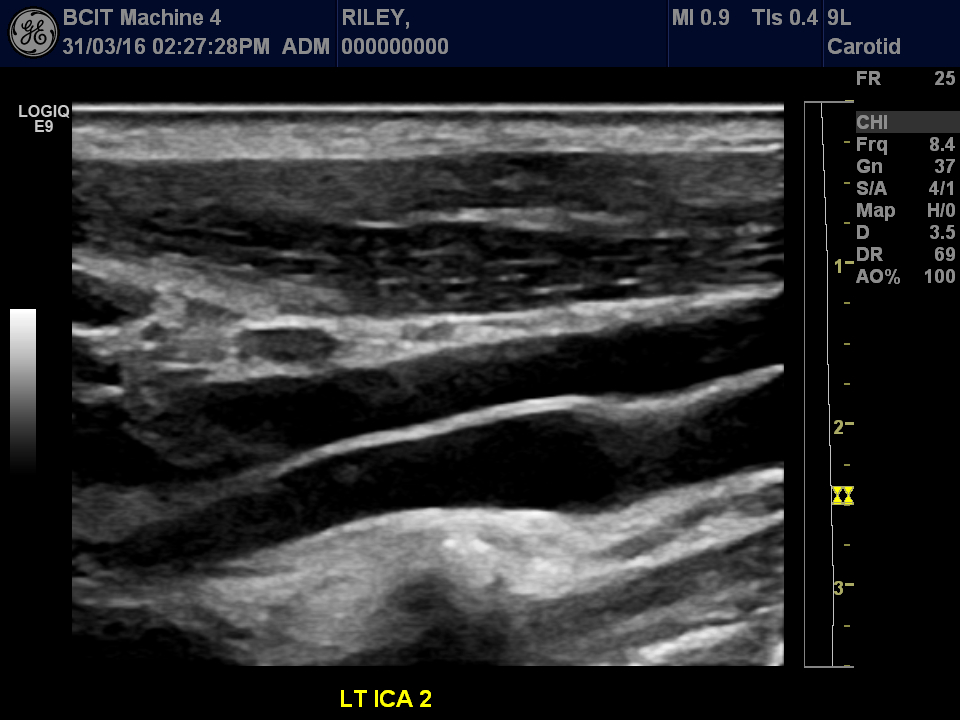 BCIT Machine 4
31/03/16 02:27:28PM ADM
RILEY,
000000000
MI 0.9 TIs 0.4
9L
Carotid
LOGIQ
E9
FR 25
CHI
Frq 8.4
Gn 37
S/A 4/1
Map H/0
D 3.5
DR 69
AO% 100
1
2
3
LT ICA 2